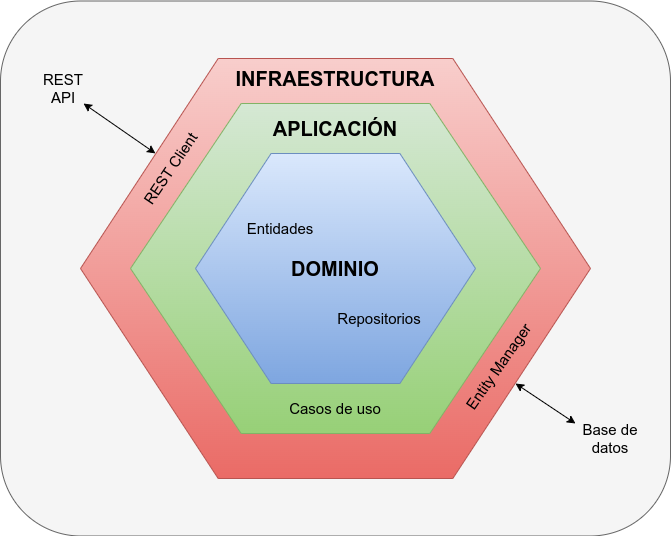 INFRAESTRUCTURA
REST
API
APLICACIÓN
REST Client
Entidades
DOMINIO
Repositorios
Entity Manager
Casos de uso
Base de
datos